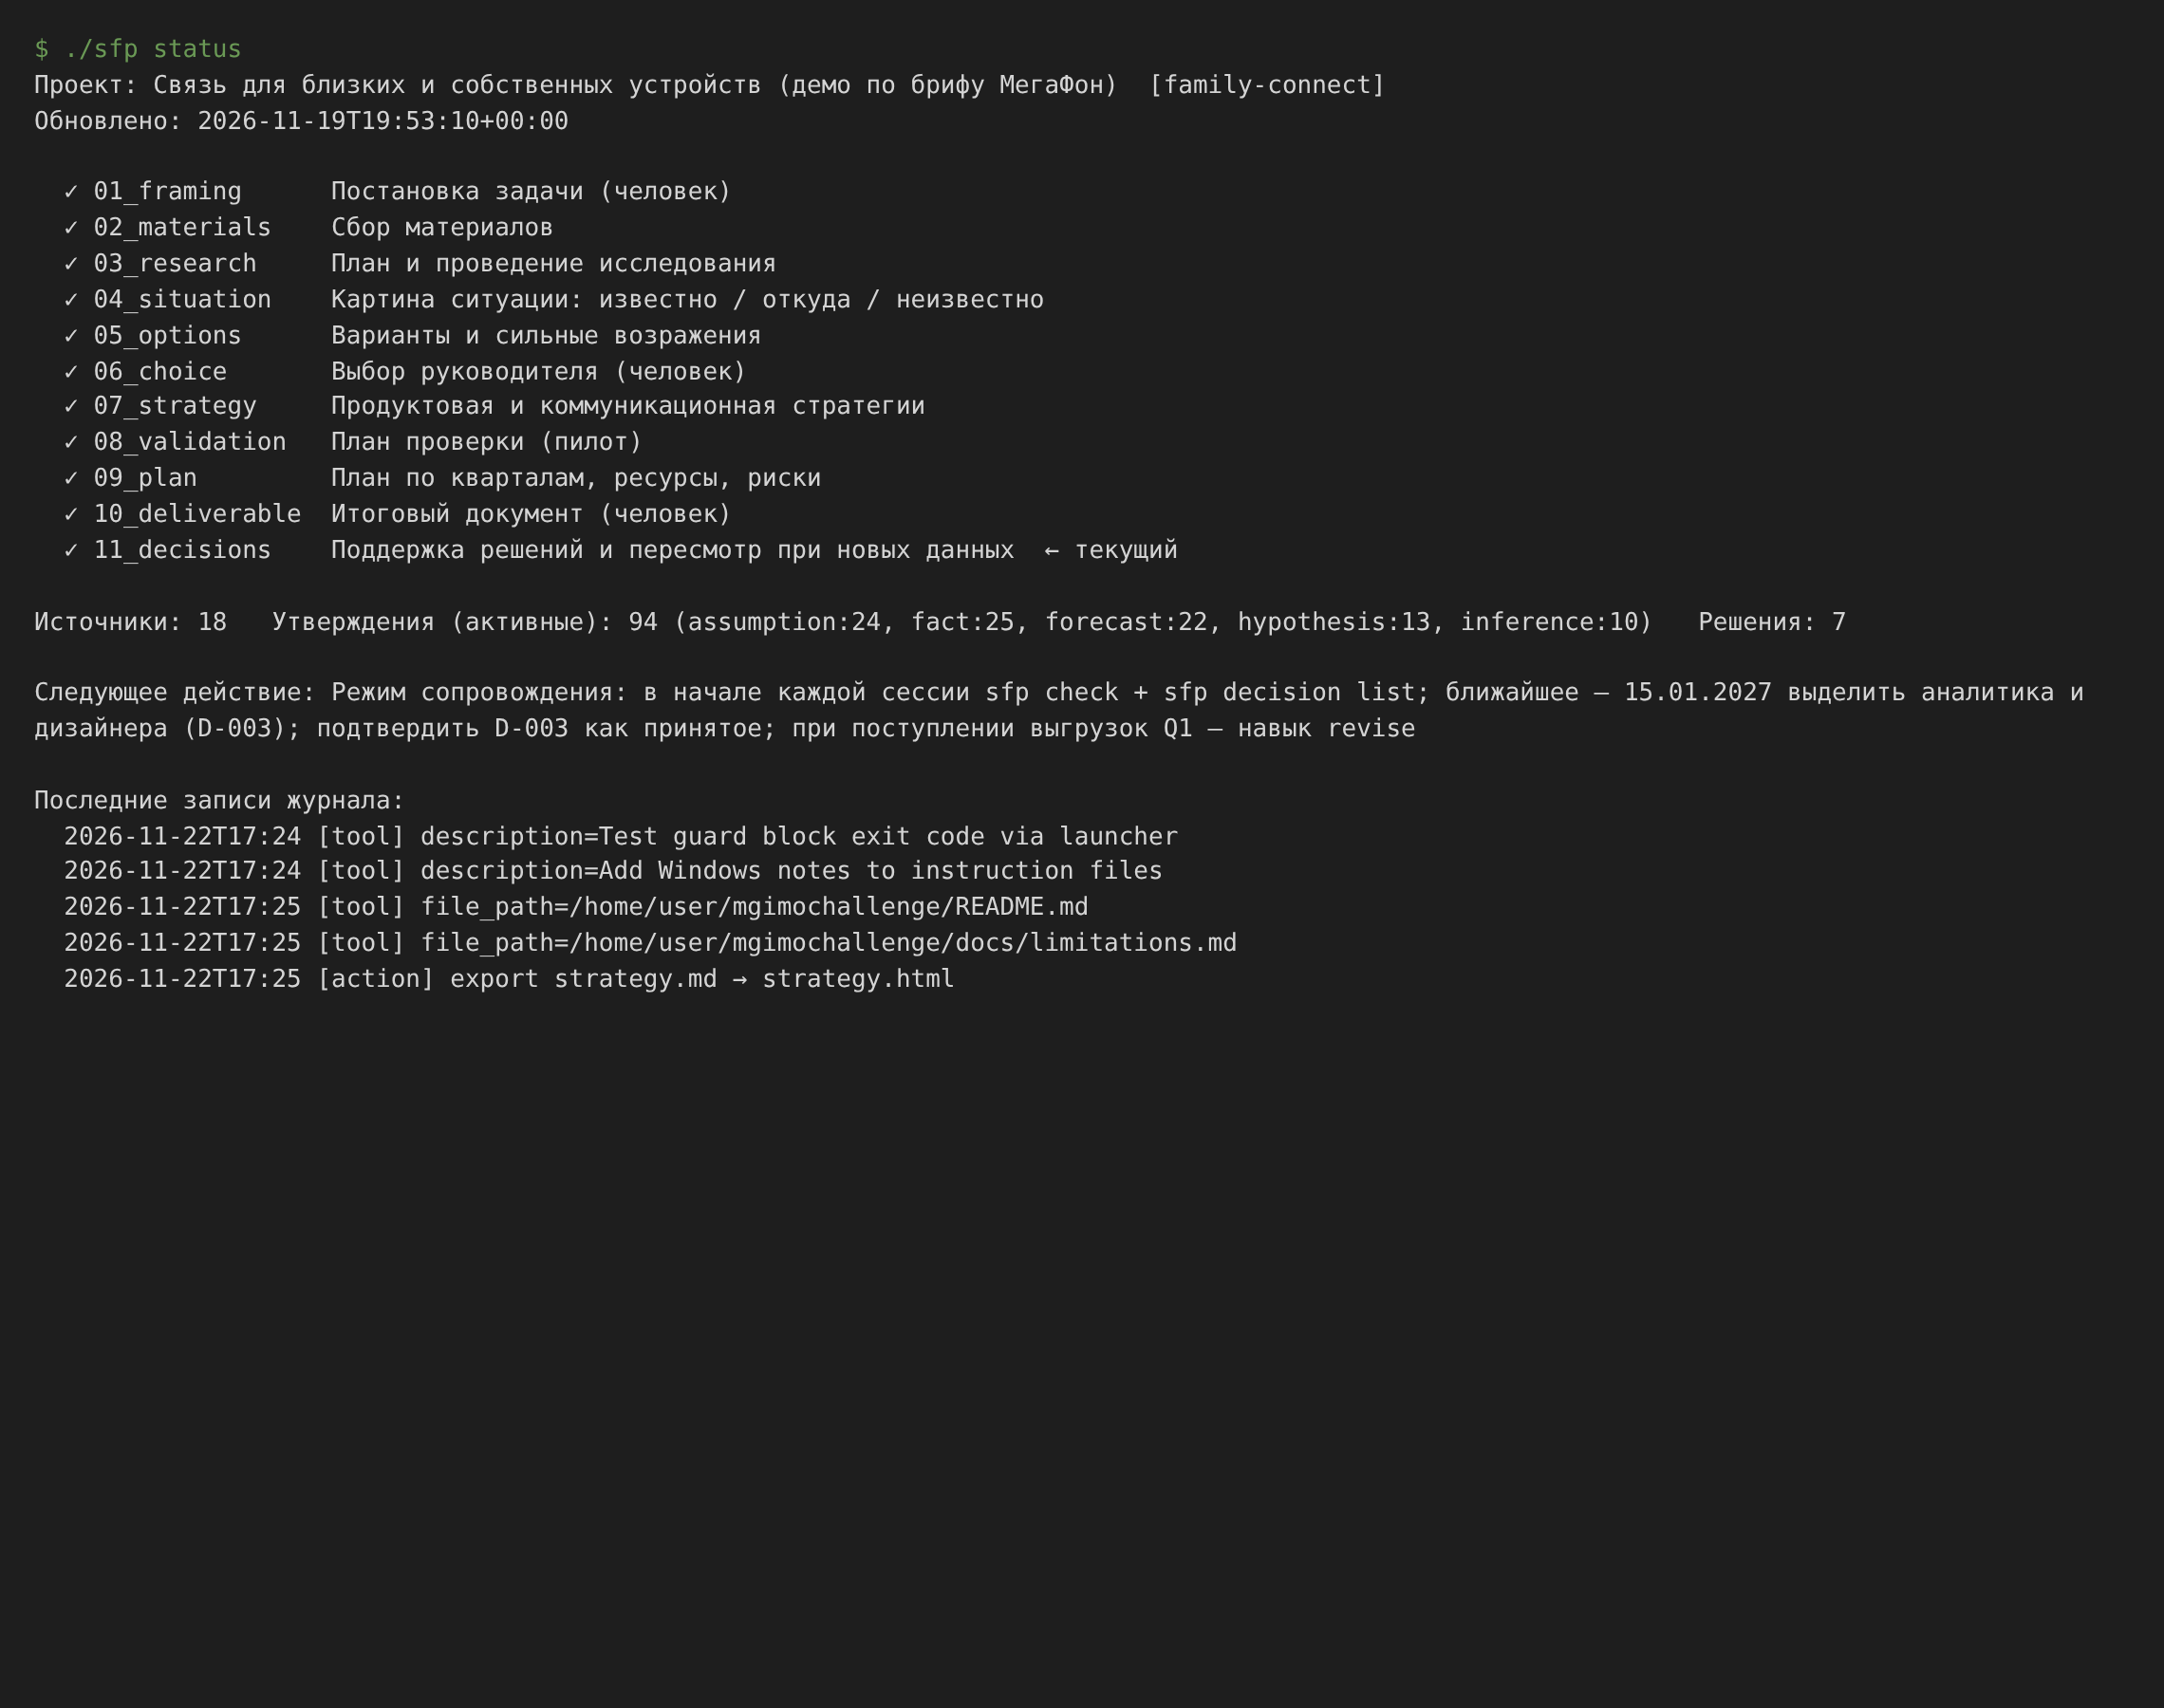 $ ./sfp status
Проект: Связь для близких и собственных устройств (демо по брифу МегаФон)  [family-connect]
Обновлено: 2026-11-19T19:53:10+00:00
✓ 01_framing      Постановка задачи (человек)
✓ 02_materials    Сбор материалов
✓ 03_research     План и проведение исследования
✓ 04_situation    Картина ситуации: известно / откуда / неизвестно
✓ 05_options      Варианты и сильные возражения
✓ 06_choice       Выбор руководителя (человек)
✓ 07_strategy     Продуктовая и коммуникационная стратегии
✓ 08_validation   План проверки (пилот)
✓ 09_plan         План по кварталам, ресурсы, риски
✓ 10_deliverable  Итоговый документ (человек)
✓ 11_decisions    Поддержка решений и пересмотр при новых данных  ← текущий
Источники: 18   Утверждения (активные): 94 (assumption:24, fact:25, forecast:22, hypothesis:13, inference:10)   Решения: 7
Следующее действие: Режим сопровождения: в начале каждой сессии sfp check + sfp decision list; ближайшее — 15.01.2027 выделить аналитика и
дизайнера (D-003); подтвердить D-003 как принятое; при поступлении выгрузок Q1 — навык revise
Последние записи журнала:
2026-11-22T17:24 [tool] description=Test guard block exit code via launcher
2026-11-22T17:24 [tool] description=Add Windows notes to instruction files
2026-11-22T17:25 [tool] file_path=/home/user/mgimochallenge/README.md
2026-11-22T17:25 [tool] file_path=/home/user/mgimochallenge/docs/limitations.md
2026-11-22T17:25 [action] export strategy.md → strategy.html